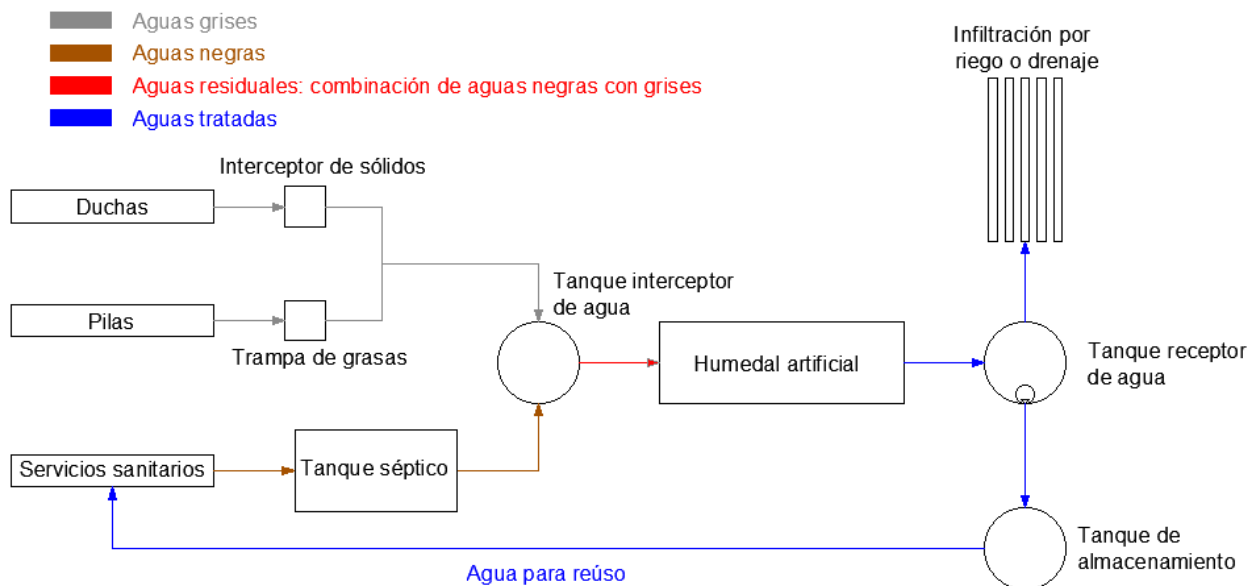 Aguas grises
Aguas negras
Aguas residuales: combinación de aguas negras con grises
Aguas tratadas
Infiltración por
riego o drenaje
Interceptor de sólidos
Duchas
Tanque interceptor
de agua
Pilas
Trampa de grasas
Humedal artificial
Tanque receptor
de agua
Servicios sanitarios
Tanque séptico
Tanque de
almacenamiento
Agua para reúso